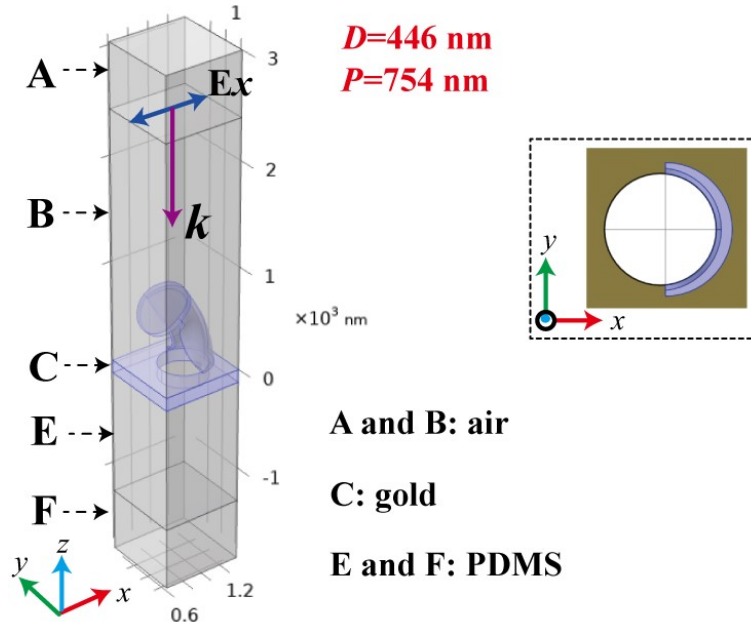 A
B
C
E
F
Ex
k
1
3
2
1
×10³ nm
0
-1
1.2
0.6
z
y
x
D=446 nm
P=754 nm
y
x
A and B: air
C: gold
E and F: PDMS